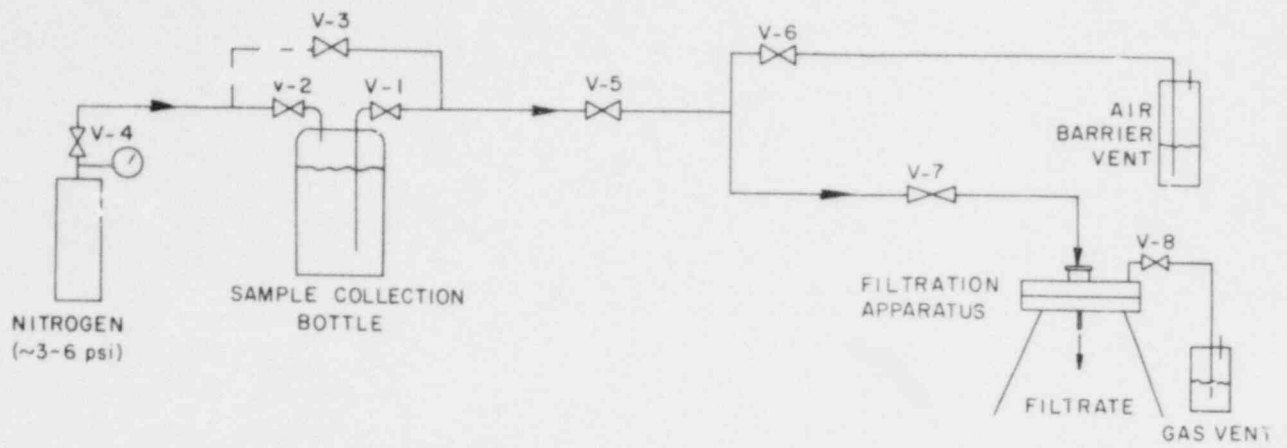 V-3
V-6
v-2
V-1
V-5
V-4
AIR
BARRIER
VENT
V-7
V-8
SAMPLE COLLECTION
BOTTLE
FILTRATION
APPARATUS
NITROGEN
(~3-6 psi)
FILTRATE
GAS VENT